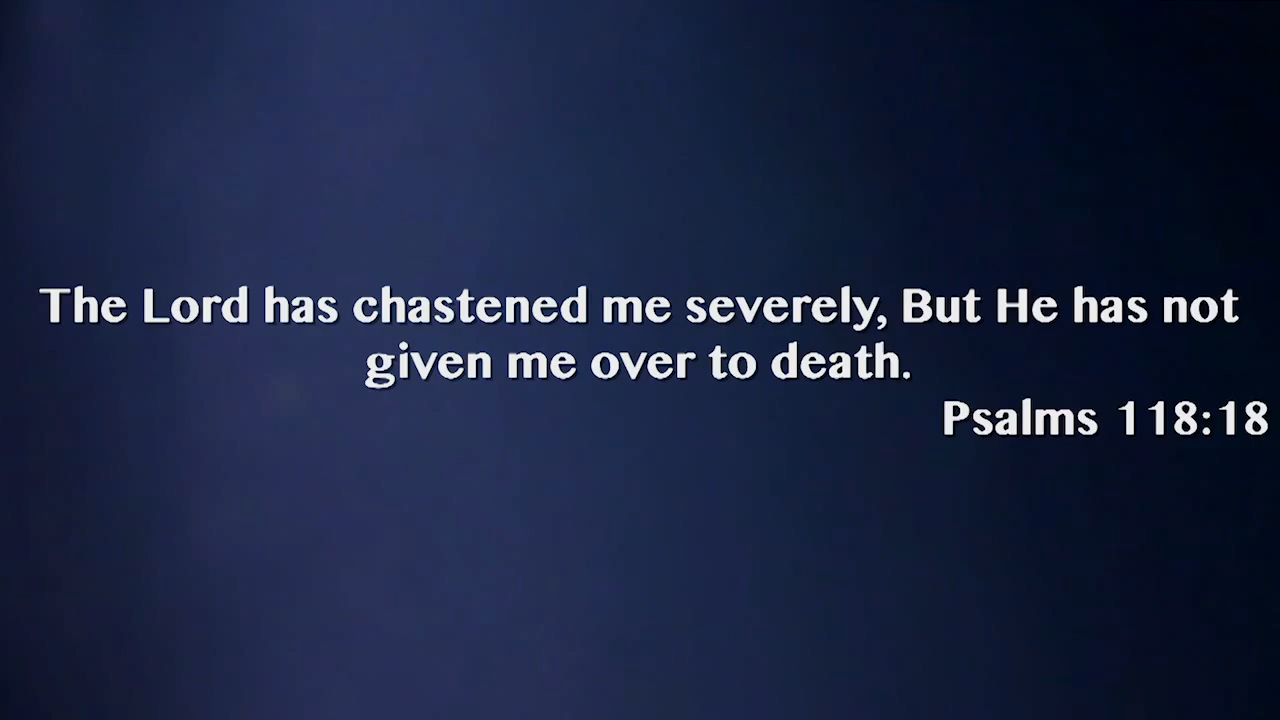 The Lord has chastened me severely, But He has not
given me over to death.
Psalms 118:18